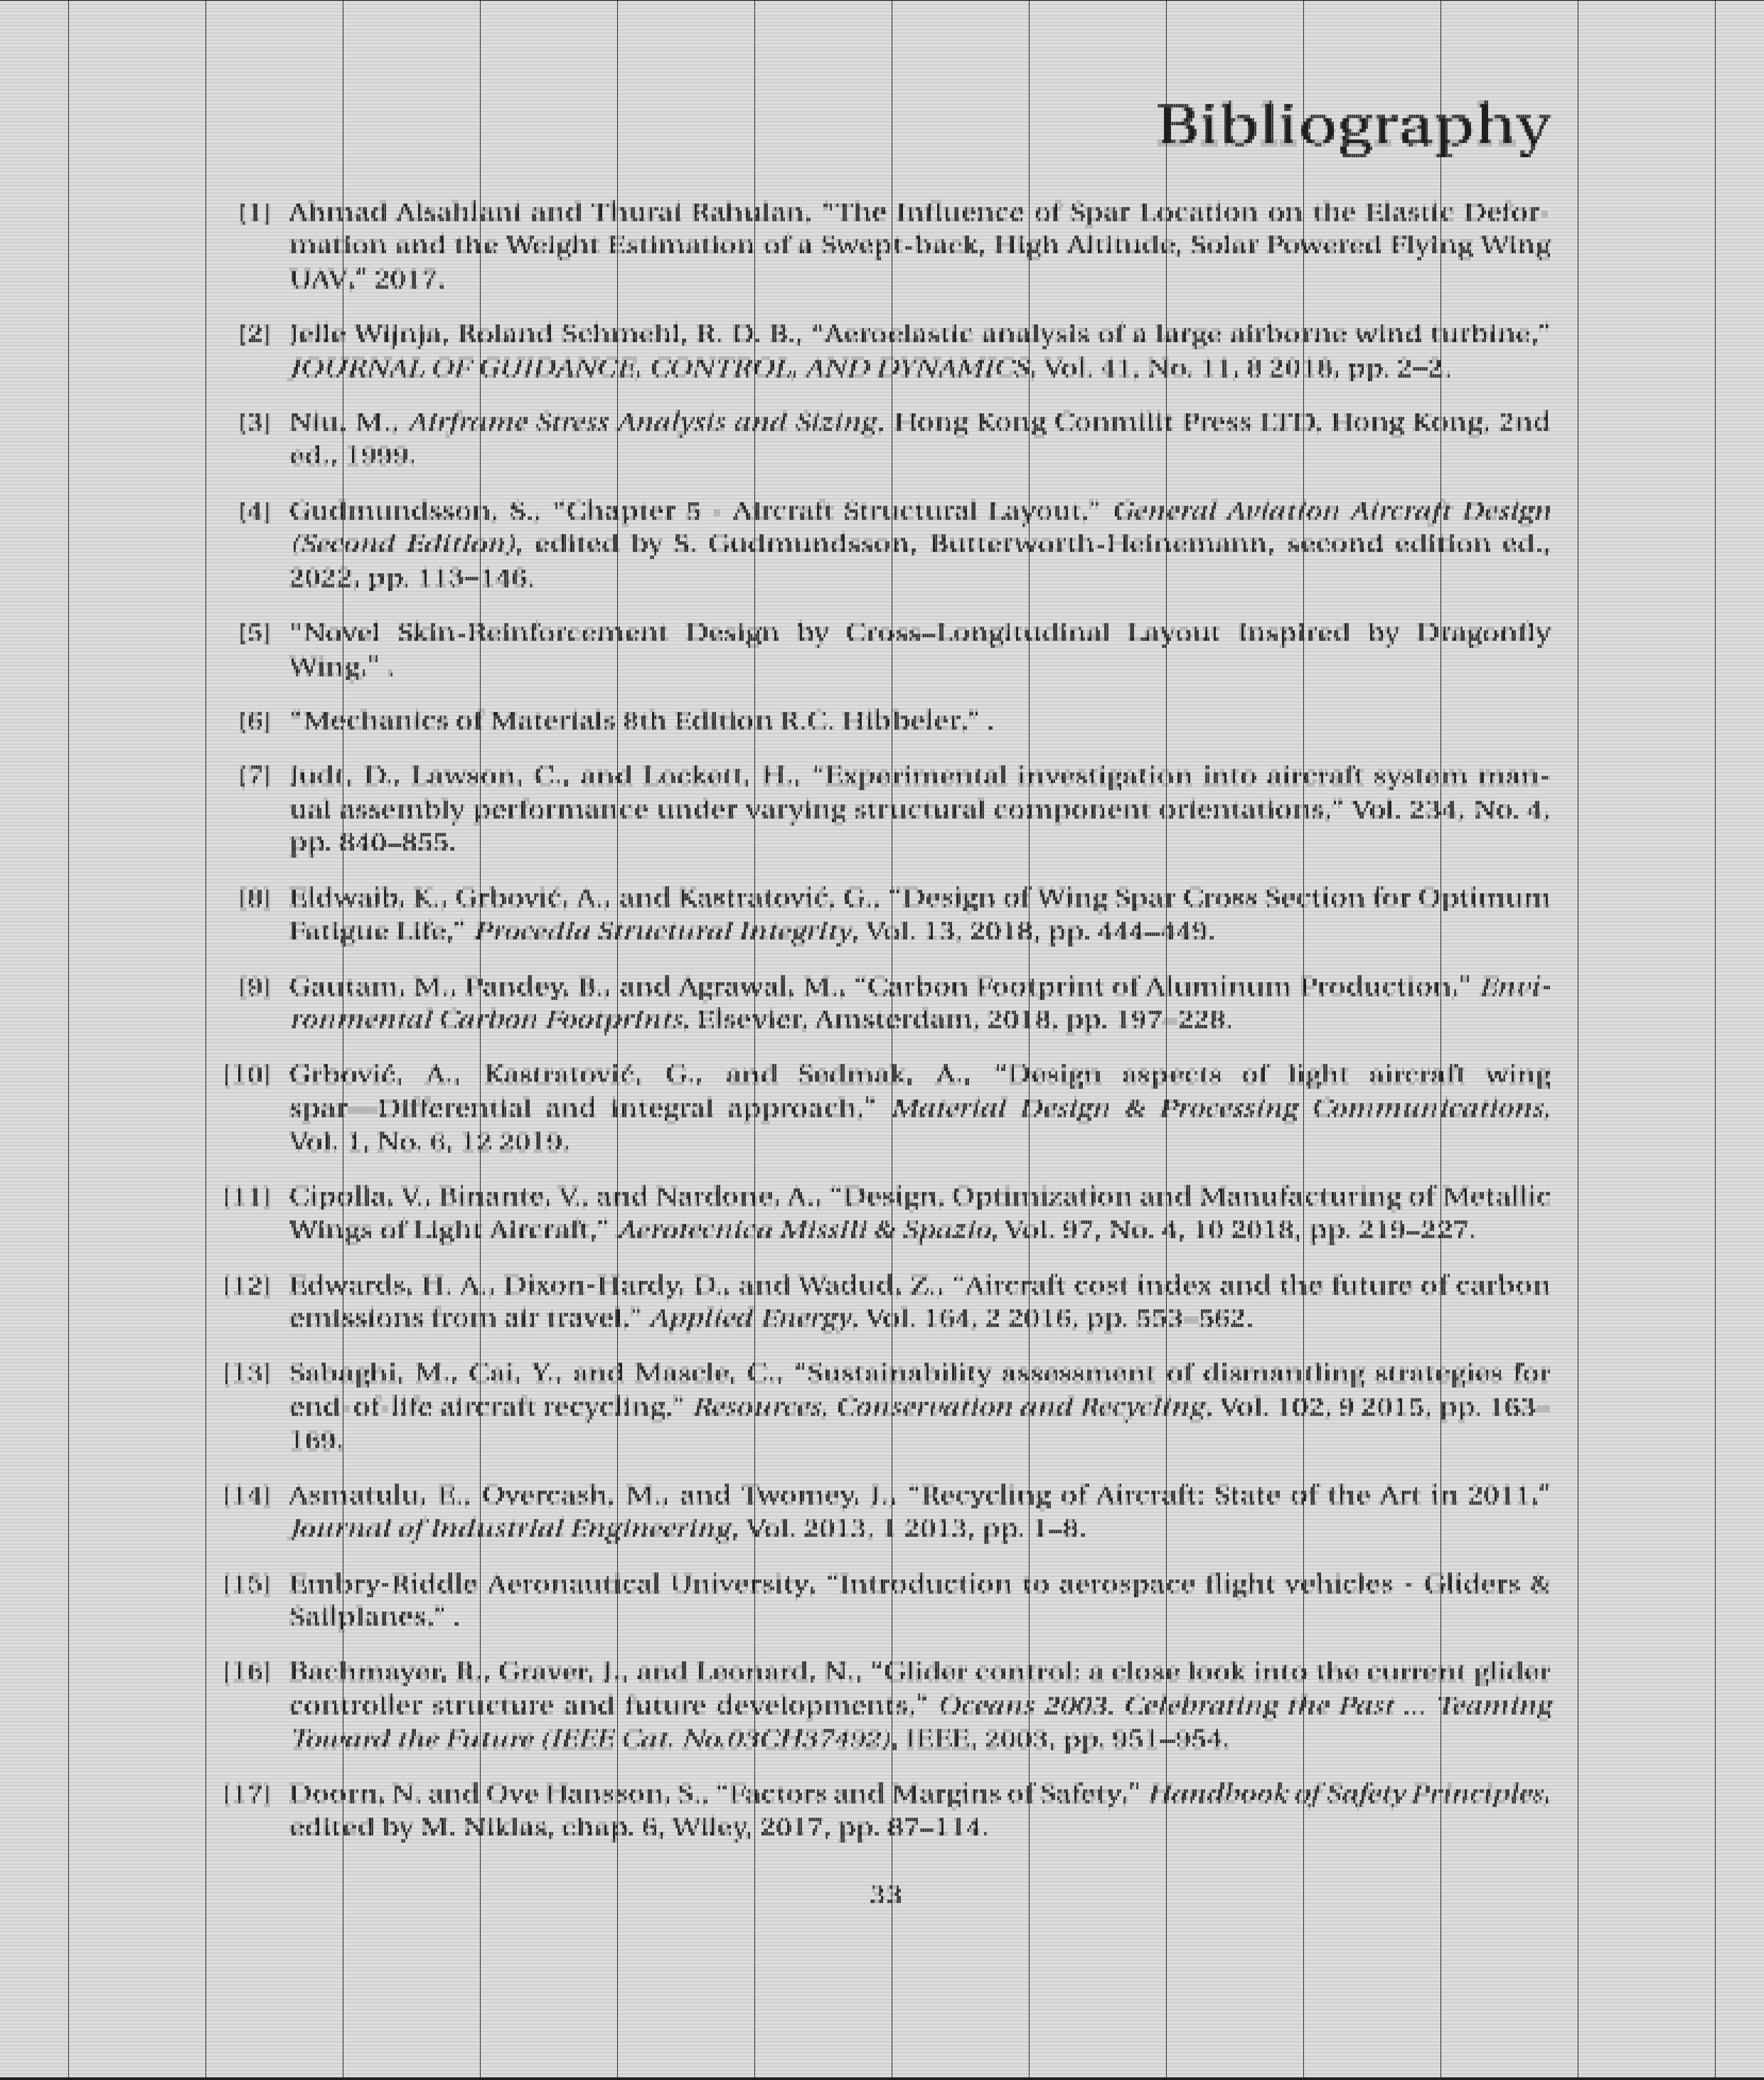 Bibliography
[1] Ahmad Alsahlani and Thurai Rahulan, "The Influence of Spar Location on the Elastic Defor-
mation and the Weight Estimation of a Swept-back, High Altitude, Solar Powered Flying Wing
UAV," 2017.
[2] Jelle Wijnja, Roland Schmehl, R. D. B., "Aeroelastic analysis of a large airborne wind turbine,"
JOURNAL OF GUIDANCE, CONTROL, AND DYNAMICS, Vol. 41, No. 11, 8 2018, pp. 2–2.
[3] Niu, M., Airframe Stress Analysis and Sizing, Hong Kong Conmilit Press LTD, Hong Kong, 2nd
ed., 1999.
[4] Gudmundsson, S., "Chapter 5 - Aircraft Structural Layout," General Aviation Aircraft Design
(Second Edition), edited by S. Gudmundsson, Butterworth-Heinemann, second edition ed.,
2022, pp. 113–146.
[5] "Novel Skin-Reinforcement Design by Cross–Longitudinal Layout Inspired by Dragonfly
Wing," .
[6] "Mechanics of Materials 8th Edition R.C. Hibbeler," .
[7] Judt, D., Lawson, C., and Lockett, H., "Experimental investigation into aircraft system man-
ual assembly performance under varying structural component orientations," Vol. 234, No. 4,
pp. 840–855.
[8] Eldwaib, K., Grbović, A., and Kastratović, G., "Design of Wing Spar Cross Section for Optimum
Fatigue Life," Procedia Structural Integrity, Vol. 13, 2018, pp. 444–449.
[9] Gautam, M., Pandey, B., and Agrawal, M., "Carbon Footprint of Aluminum Production," Envi-
ronmental Carbon Footprints, Elsevier, Amsterdam, 2018, pp. 197–228.
[10] Grbović, A., Kastratović, G., and Sedmak, A., "Design aspects of light aircraft wing
spar—Differential and integral approach," Material Design & Processing Communications,
Vol. 1, No. 6, 12 2019.
[11] Cipolla, V., Binante, V., and Nardone, A., "Design, Optimization and Manufacturing of Metallic
Wings of Light Aircraft," Aerotecnica Missili & Spazio, Vol. 97, No. 4, 10 2018, pp. 219–227.
[12] Edwards, H. A., Dixon-Hardy, D., and Wadud, Z., "Aircraft cost index and the future of carbon
emissions from air travel," Applied Energy, Vol. 164, 2 2016, pp. 553–562.
[13] Sabaghi, M., Cai, Y., and Mascle, C., "Sustainability assessment of dismantling strategies for
end-of-life aircraft recycling," Resources, Conservation and Recycling, Vol. 102, 9 2015, pp. 163–
169.
[14] Asmatulu, E., Overcash, M., and Twomey, J., "Recycling of Aircraft: State of the Art in 2011,"
Journal of Industrial Engineering, Vol. 2013, 1 2013, pp. 1–8.
[15] Embry-Riddle Aeronautical University, "Introduction to aerospace flight vehicles - Gliders &
Sailplanes," .
[16] Bachmayer, R., Graver, J., and Leonard, N., "Glider control: a close look into the current glider
controller structure and future developments," Oceans 2003. Celebrating the Past ... Teaming
Toward the Future (IEEE Cat. No.03CH37492), IEEE, 2003, pp. 951–954.
[17] Doorn, N. and Ove Hansson, S., "Factors and Margins of Safety," Handbook of Safety Principles,
edited by M. Niklas, chap. 6, Wiley, 2017, pp. 87–114.
33